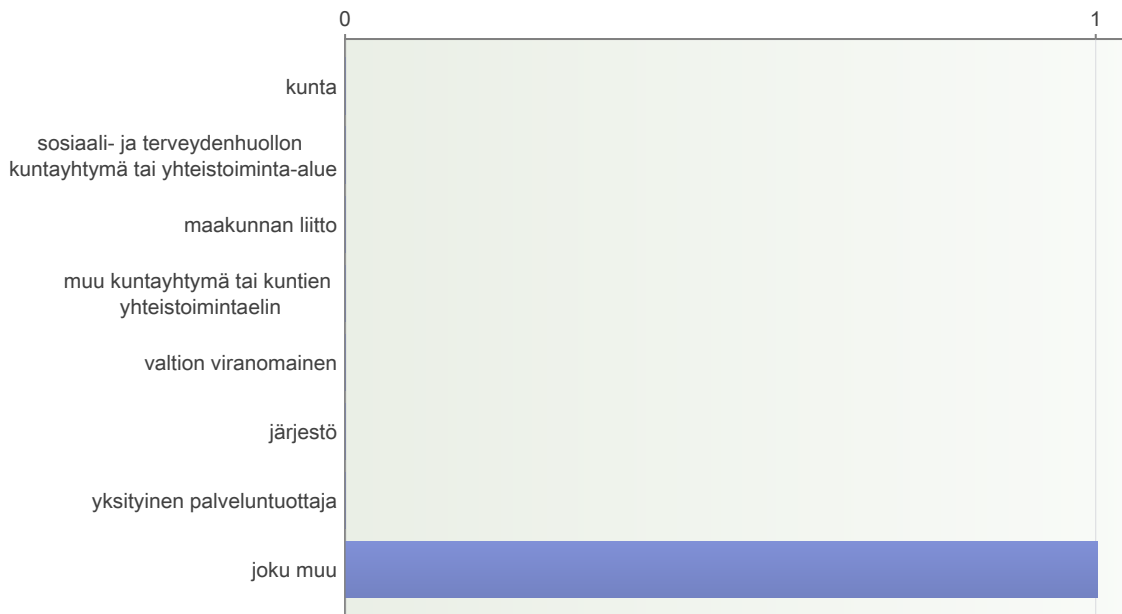 0 1
kunta
sosiaali- ja terveydenhuollon
kuntayhtymä tai yhteistoiminta-alue
maakunnan liitto
muu kuntayhtymä tai kuntien
yhteistoimintaelin
valtion viranomainen
järjestö
yksityinen palveluntuottaja
joku muu